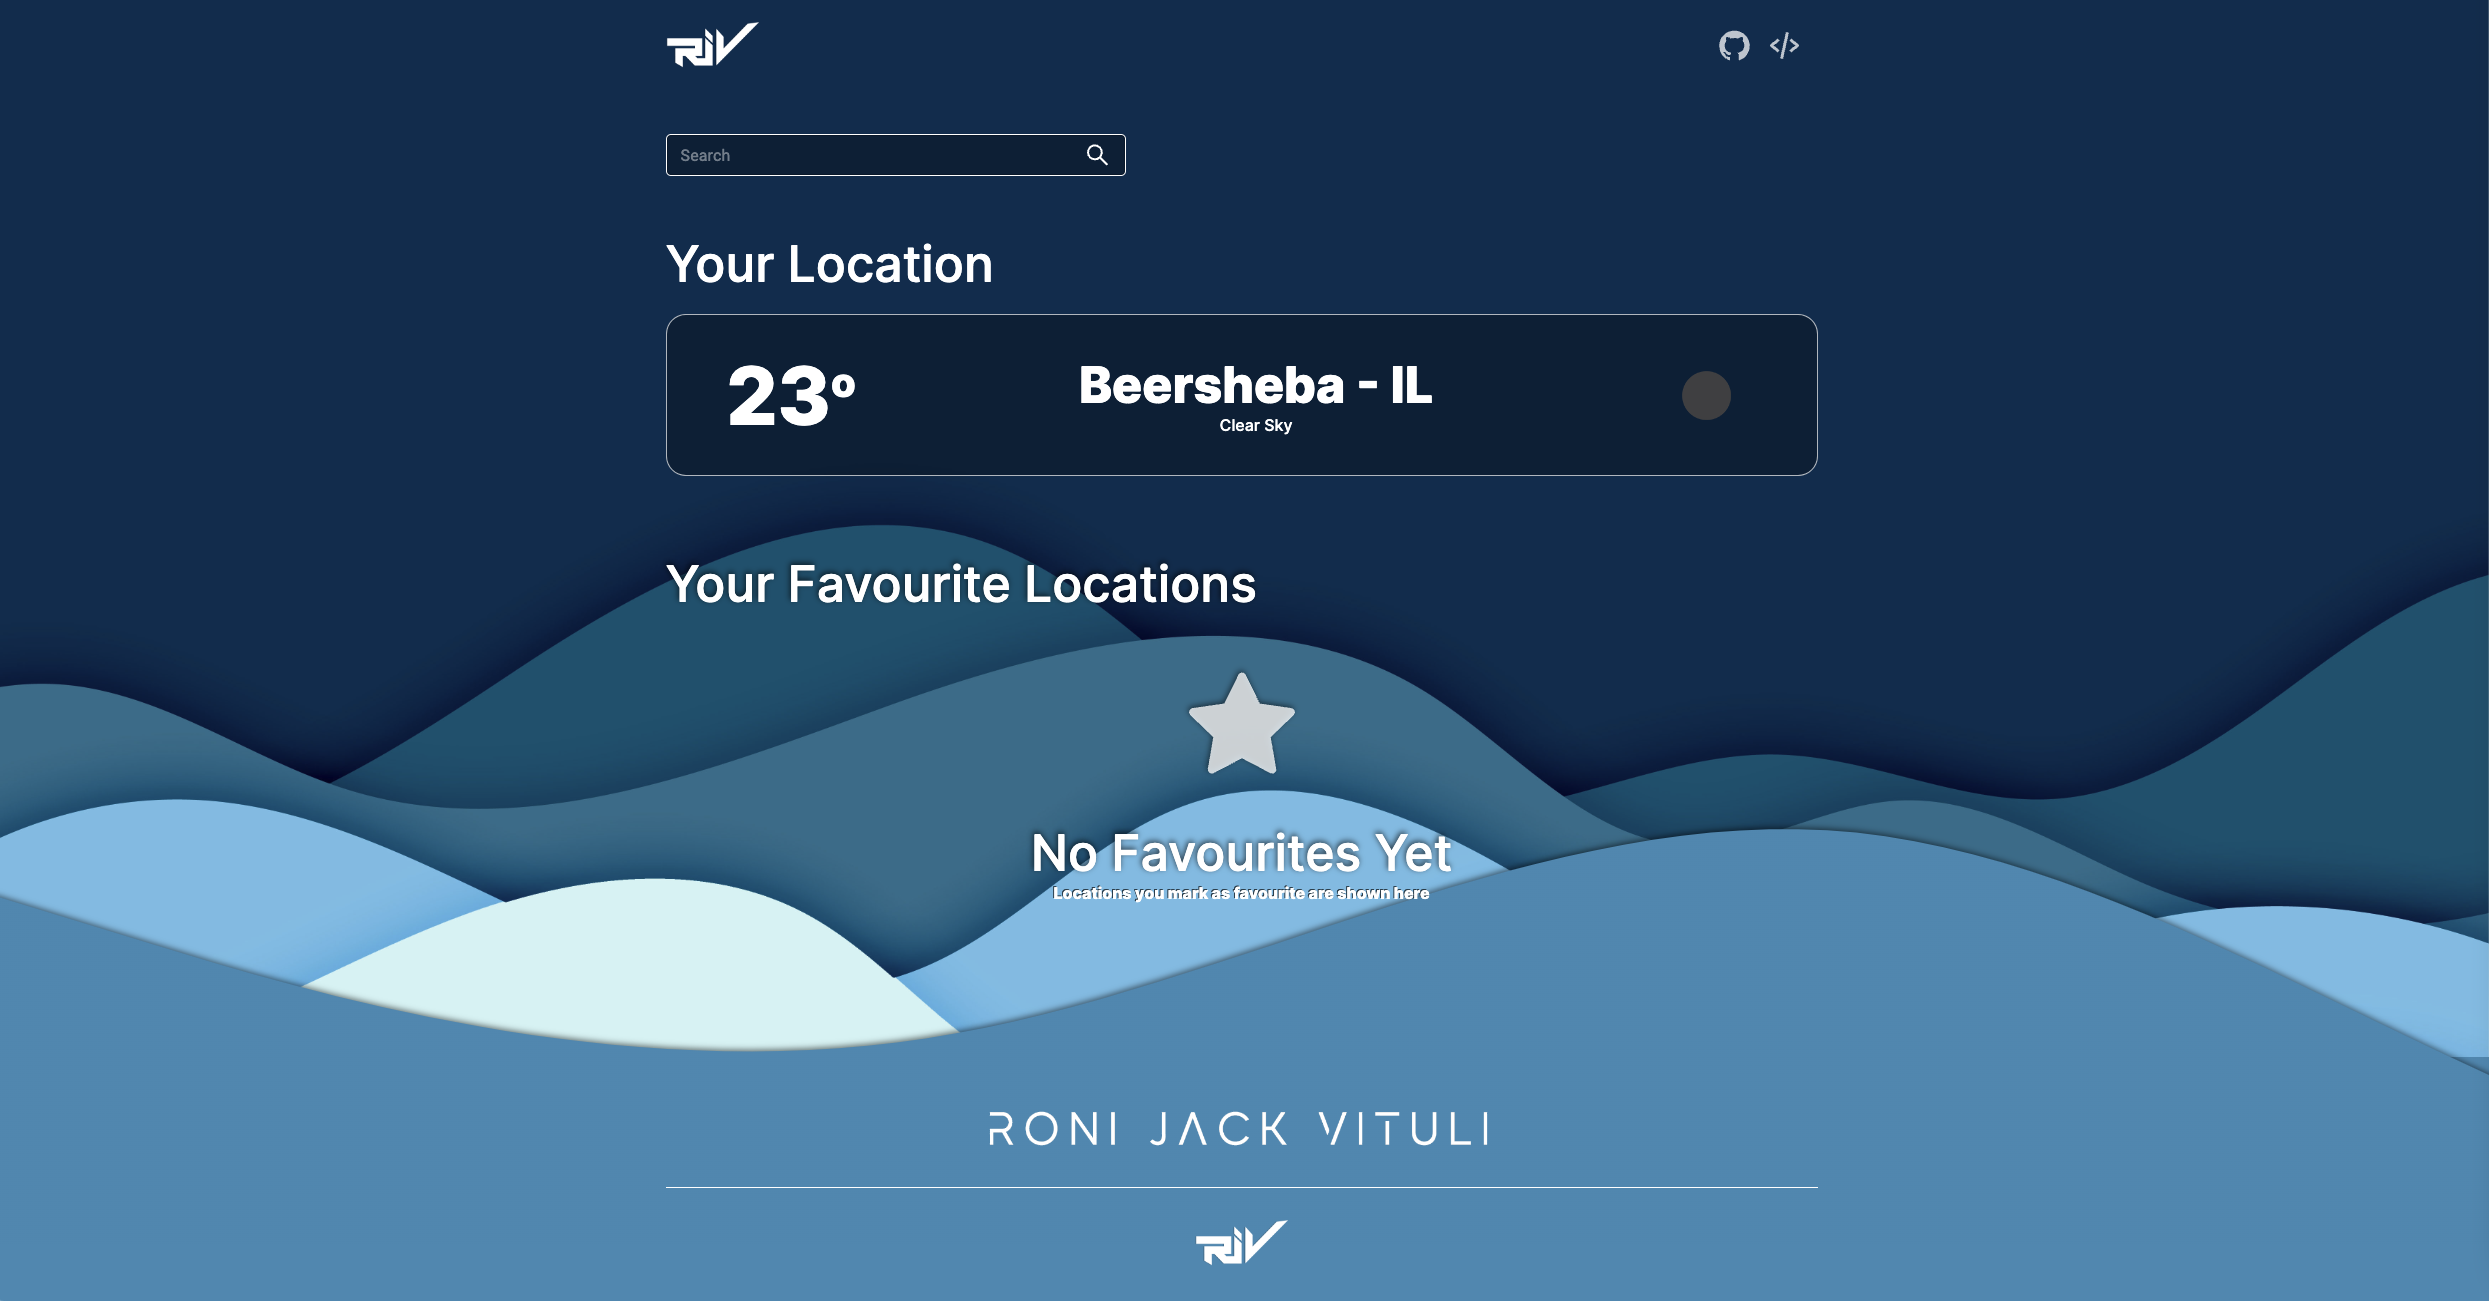 RJV
Search
Your Location
23º
Beersheba - IL
Clear Sky
Your Favourite Locations
No Favourites Yet
Locations you mark as favourite are shown here
RONI JACK VITULI
RJV